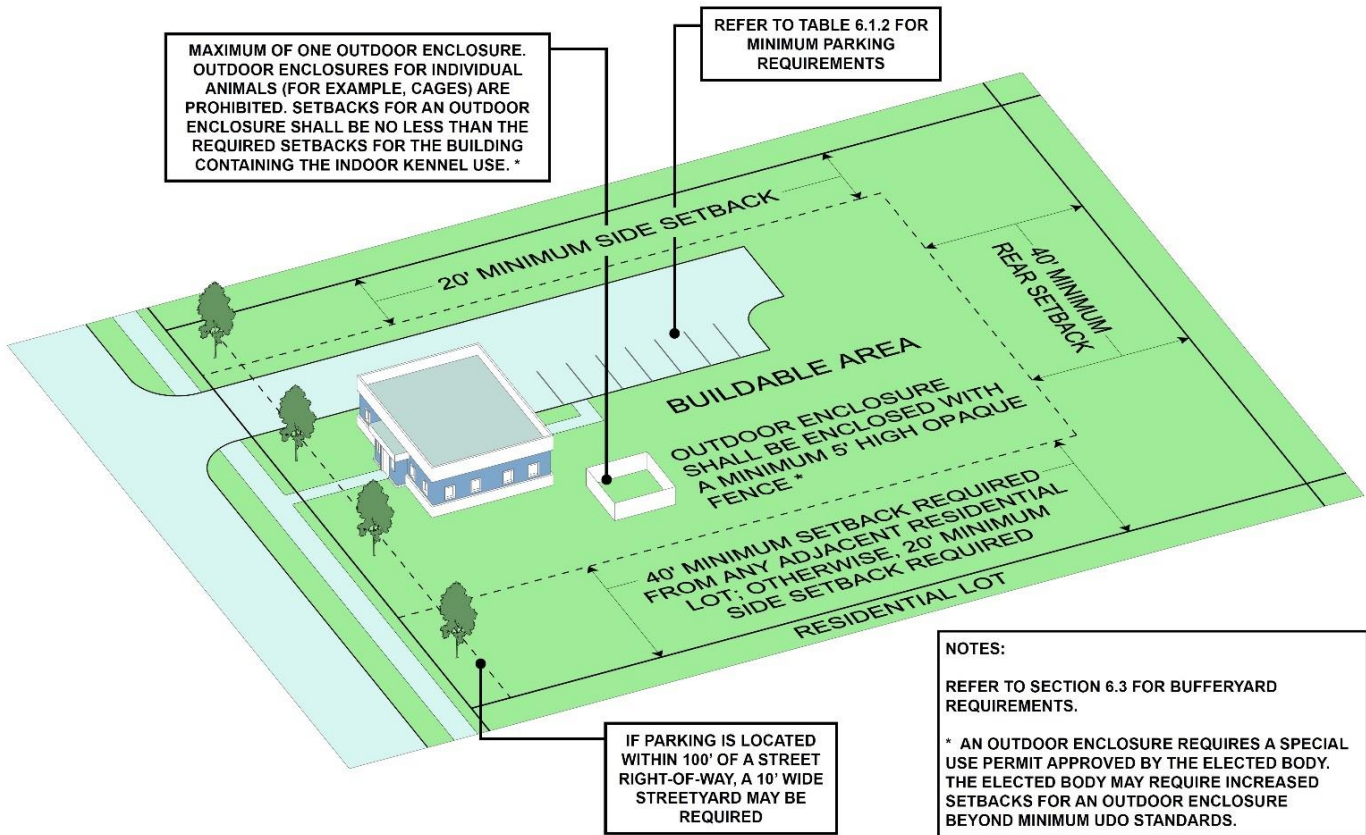 MAXIMUM OF ONE OUTDOOR ENCLOSURE.
OUTDOOR ENCLOSURES FOR INDIVIDUAL
ANIMALS (FOR EXAMPLE, CAGES) ARE
PROHIBITED. SETBACKS FOR AN OUTDOOR
ENCLOSURE SHALL BE NO LESS THAN THE
REQUIRED SETBACKS FOR THE BUILDING
CONTAINING THE INDOOR KENNEL USE. *
REFER TO TABLE 6.1.2 FOR
MINIMUM PARKING
REQUIREMENTS
20' MINIMUM SIDE SETBACK
40' MINIMUM
REAR SETBACK
BUILDABLE AREA
OUTDOOR ENCLOSURE
SHALL BE ENCLOSED WITH
A MINIMUM 5' HIGH OPAQUE
FENCE *
40' MINIMUM SETBACK REQUIRED
FROM ANY ADJACENT RESIDENTIAL
LOT; OTHERWISE, 20' MINIMUM
SIDE SETBACK REQUIRED
RESIDENTIAL LOT
IF PARKING IS LOCATED
WITHIN 100' OF A STREET
RIGHT-OF-WAY, A 10' WIDE
STREETYARD MAY BE
REQUIRED
NOTES:
REFER TO SECTION 6.3 FOR BUFFERYARD
REQUIREMENTS.
* AN OUTDOOR ENCLOSURE REQUIRES A SPECIAL
USE PERMIT APPROVED BY THE ELECTED BODY.
THE ELECTED BODY MAY REQUIRE INCREASED
SETBACKS FOR AN OUTDOOR ENCLOSURE
BEYOND MINIMUM UDO STANDARDS.